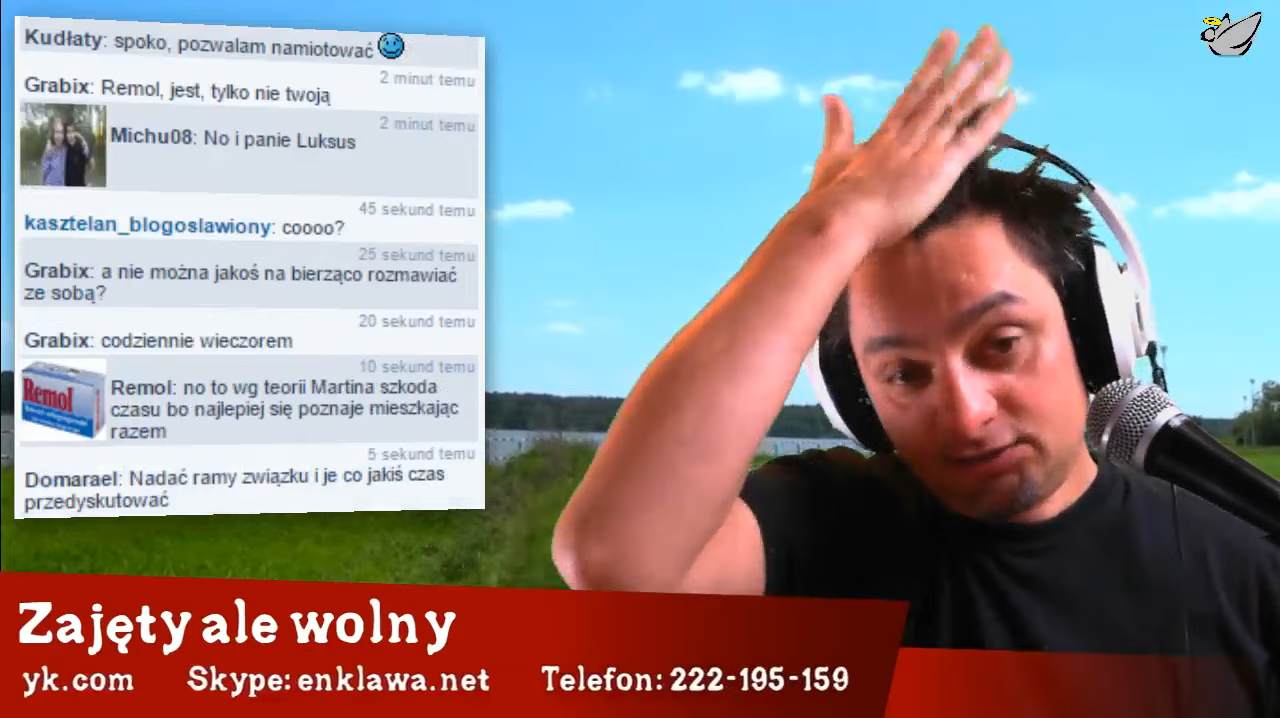 Kudłaty: spoko, pozwalam namiotować
2 minut temu
Grabix: Remol, jest, tylko nie twoją
2 minut temu
Michu08: No i panie Luksus
45 sekund temu
kasztelan_blogoslawiony: coooo?
25 sekund temu
Grabix: a nie można jakoś na bierząco rozmawiać
ze sobą?
20 sekund temu
Grabix: codziennie wieczorem
10 sekund temu
Remol
Remol: no to wg teorii Martina szkoda
czasu bo najlepiej się poznaje mieszkając
razem
5 sekund temu
Domarael: Nadać ramy związku i je co jakiś czas
przedyskutować
Zajęty ale wolny
yk.com Skype: enklawa.net Telefon: 222-195-159